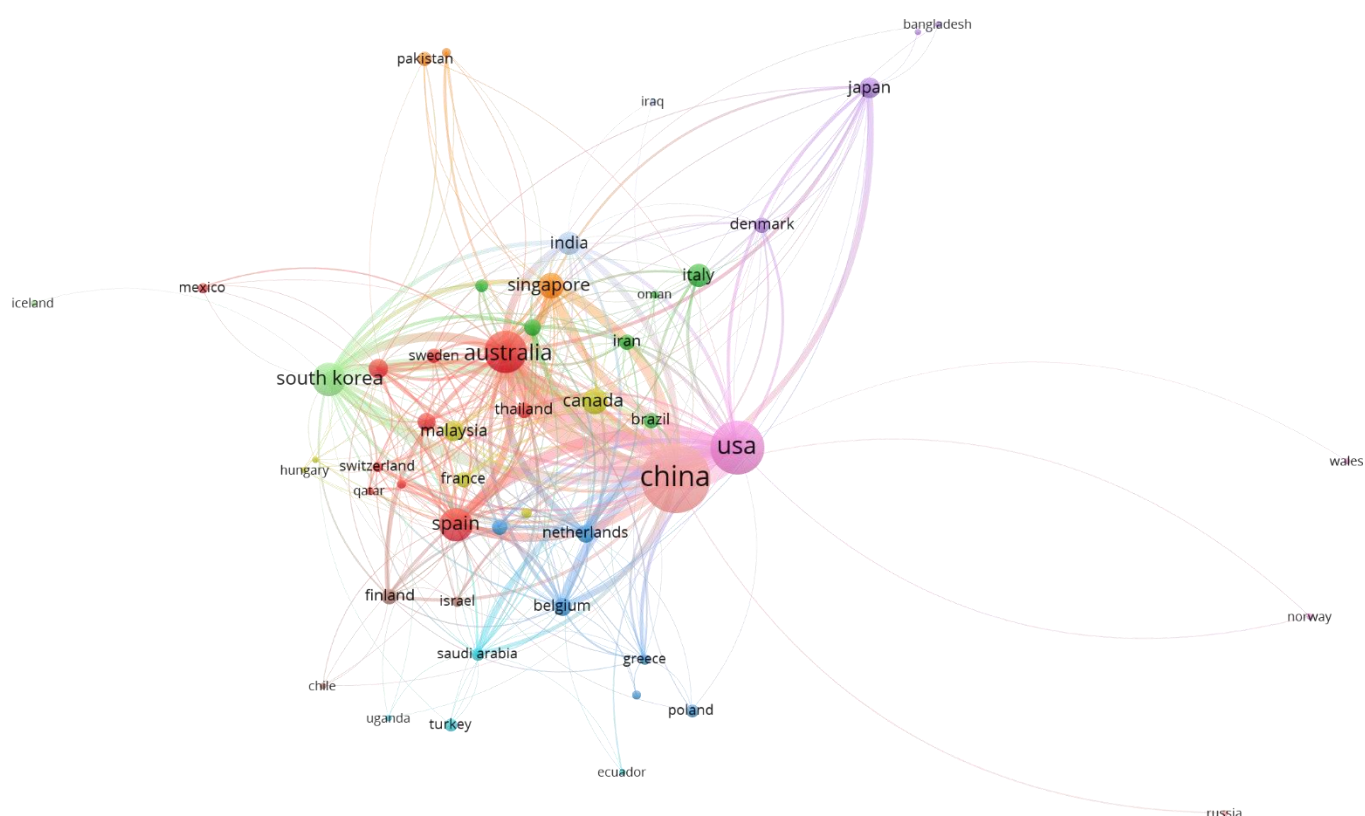 bangladesh
pakistan
japan
iraq
denmark
india
italy
singapore
mexico
oman
iceland
iran
australia
sweden
south korea
canada
thailand
brazil
malaysia
usa
wales
switzerland
hungary
china
france
qatar
spain
netherlands
finland
israel
belgium
norway
saudi arabia
greece
chile
poland
uganda
turkey
ecuador
russia